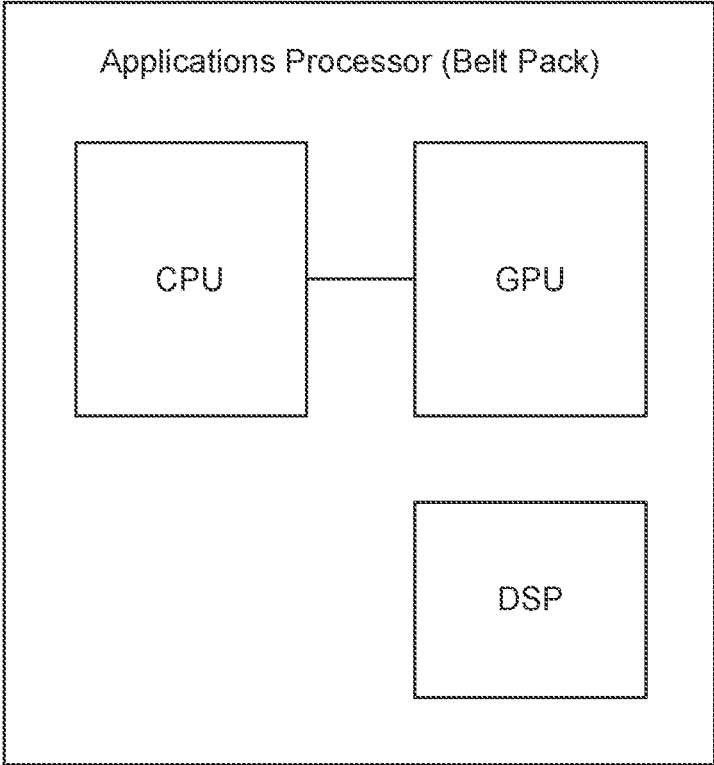 Applications Processor (Belt Pack)
CPU
GPU
DSP